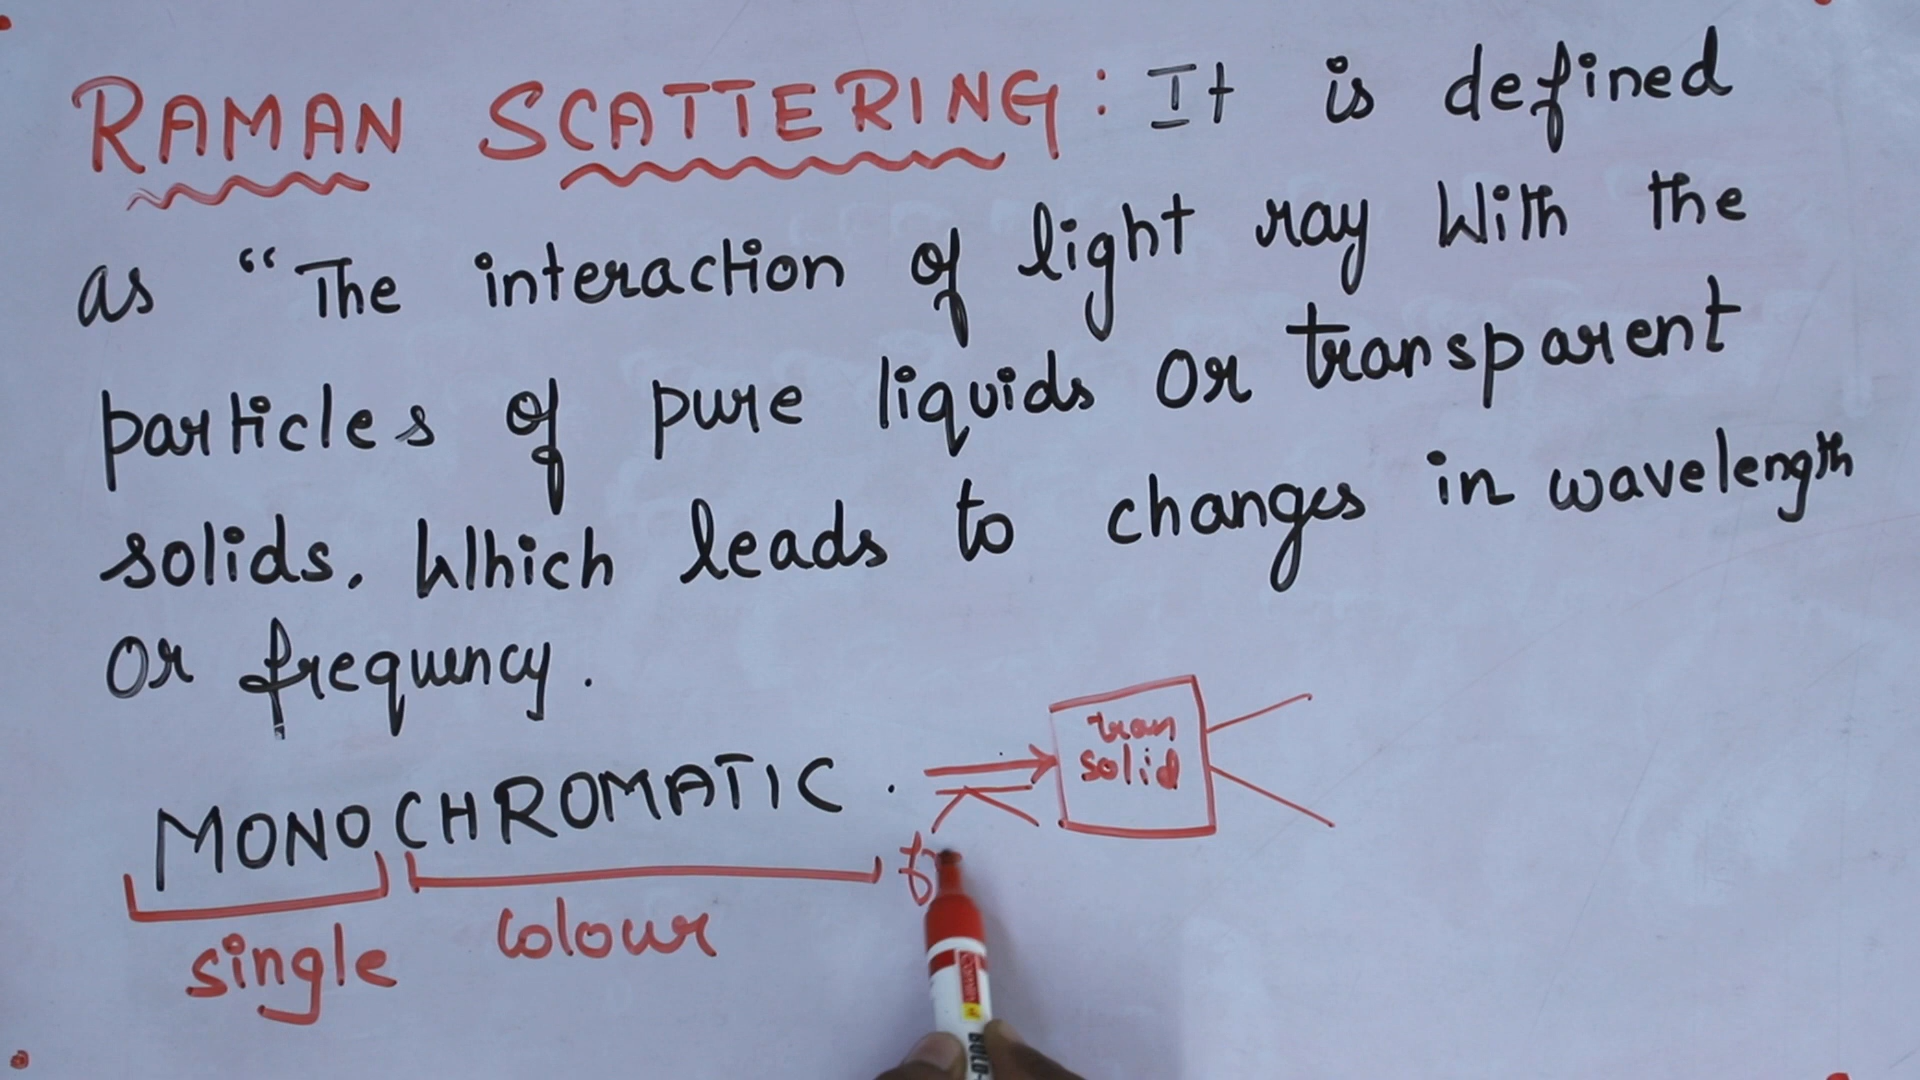 RAMAN SCATTERING: It is defined
as “The interaction of light ray With the
particles of pure liquids Or transparent
solids. Which leads to changes in wavelength
Or frequency.
MONOCHROMATIC.
tran
solid
single
colour